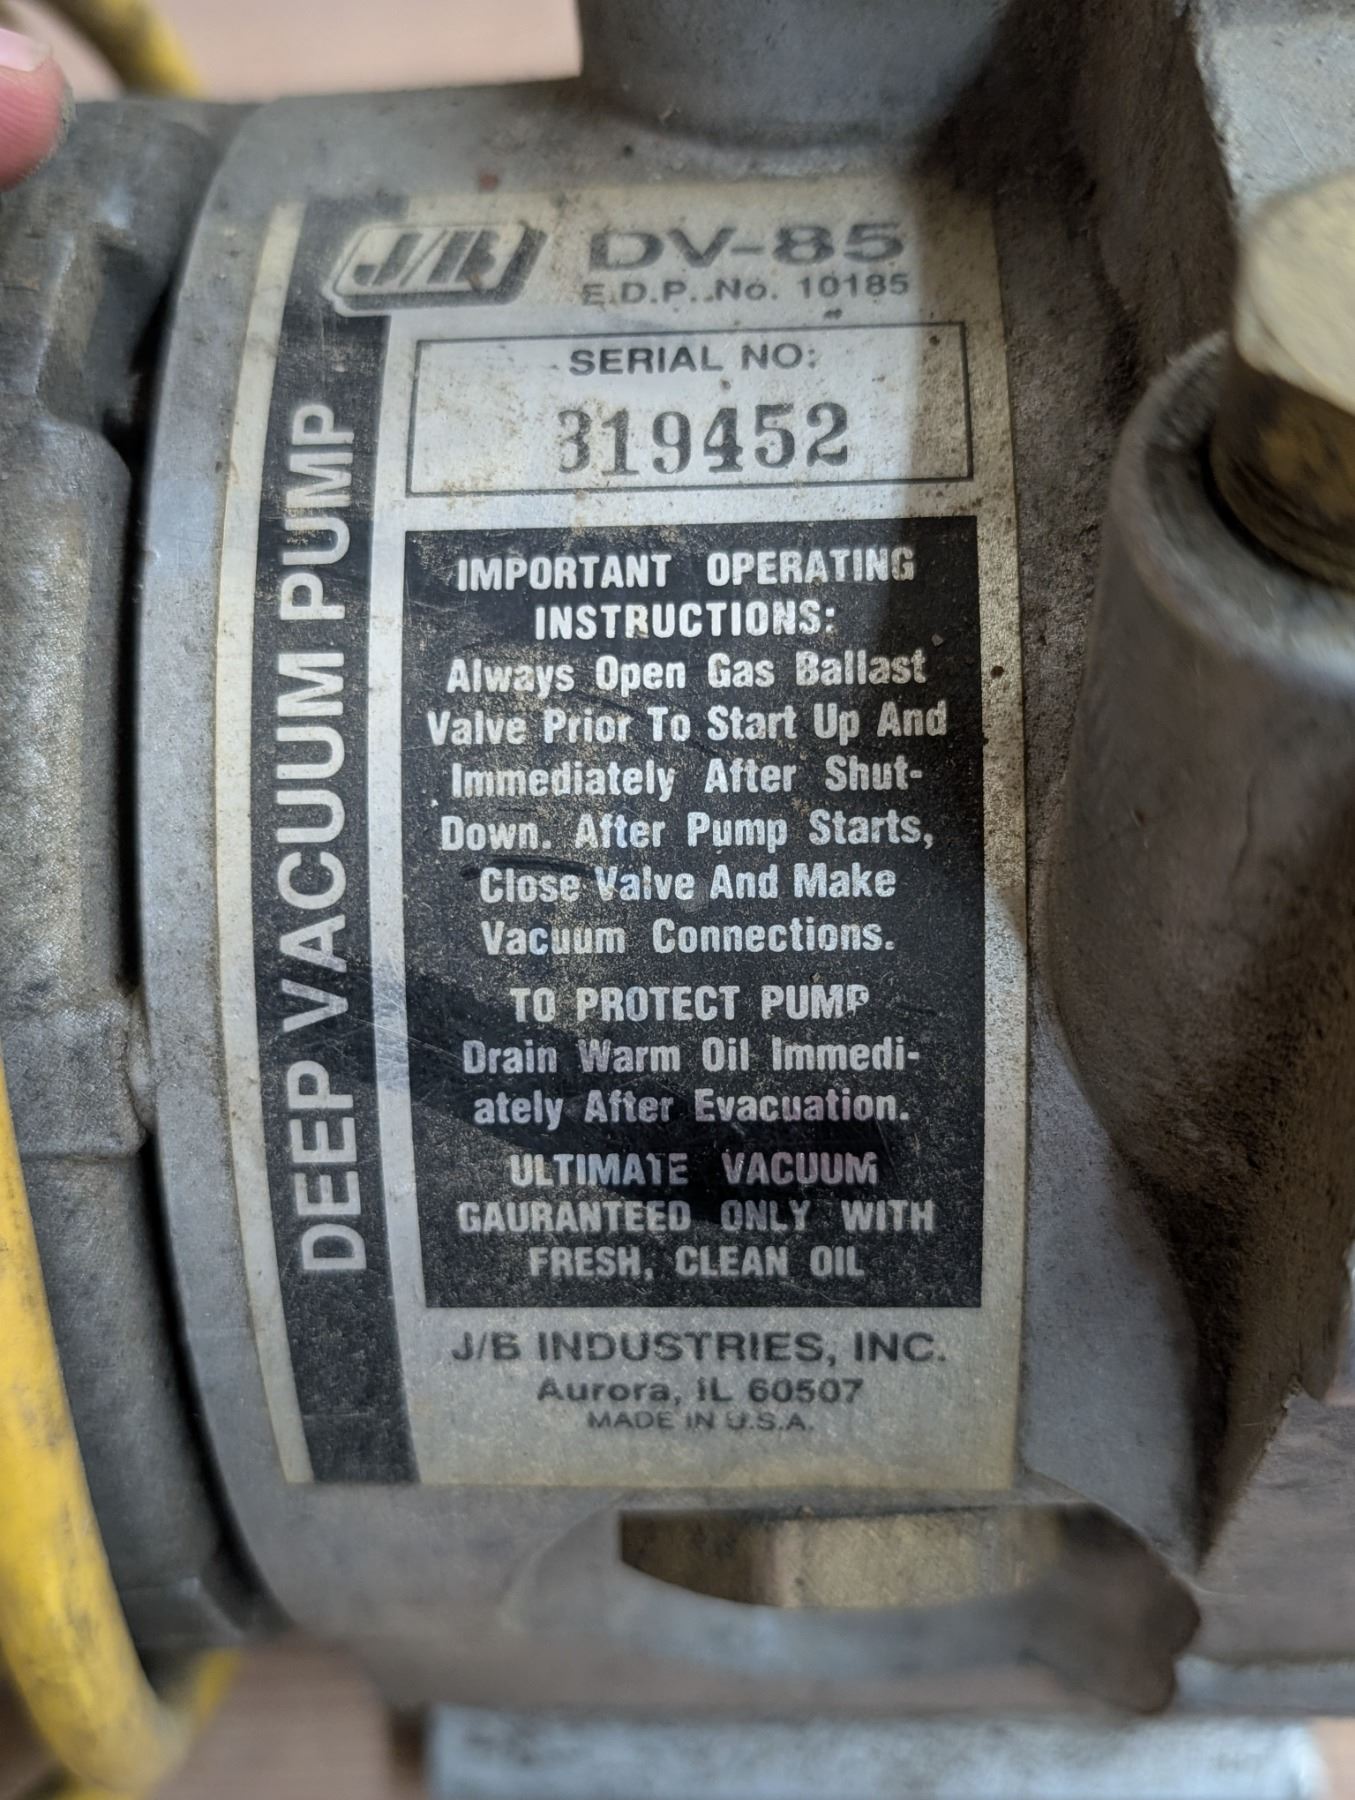 J/B DV-85
E.D.P. No. 10185
SERIAL NO:
319452
DEEP VACUUM PUMP
IMPORTANT OPERATING
INSTRUCTIONS:
Always Open Gas Ballast
Valve Prior To Start Up And
Immediately After Shut-
Down. After Pump Starts,
Close Valve And Make
Vacuum Connections.
TO PROTECT PUMP
Drain Warm Oil Immedi-
ately After Evacuation.
ULTIMATE VACUUM
GAURANTEED ONLY WITH
FRESH, CLEAN OIL
J/B INDUSTRIES, INC.
Aurora, IL 60507
MADE IN U.S.A.